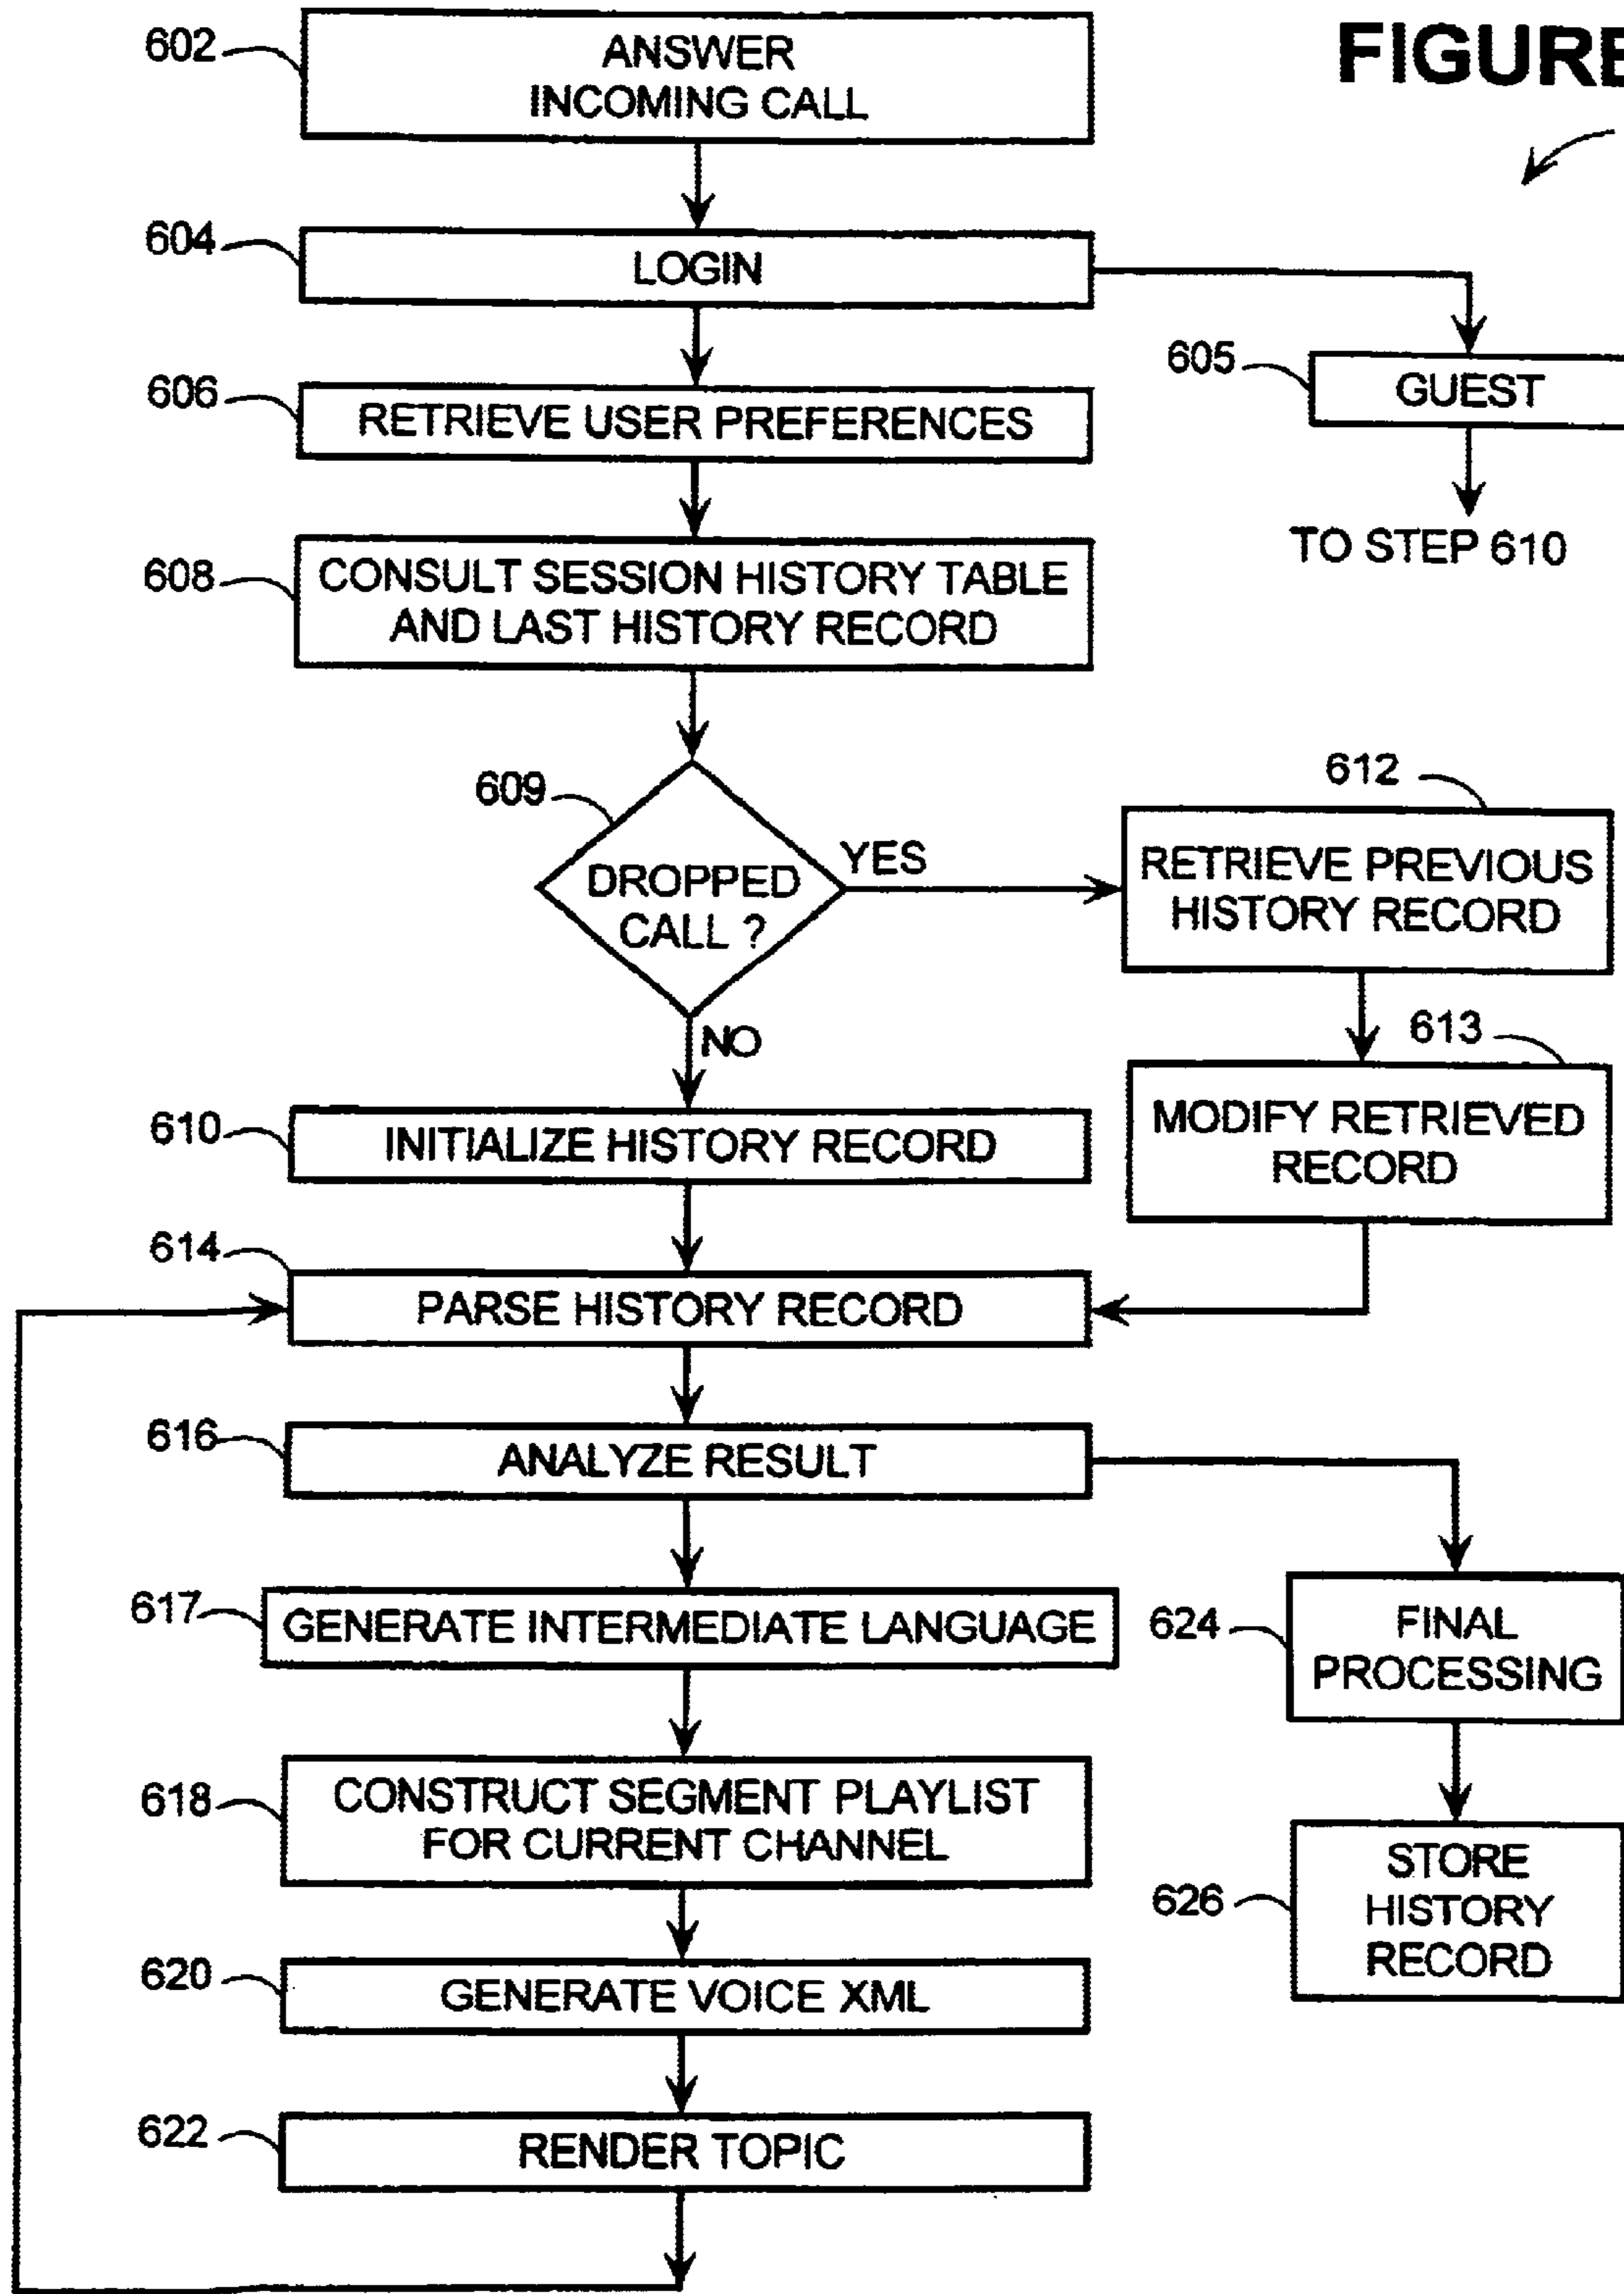 FIGURE
602
ANSWER
INCOMING CALL
604
LOGIN
605
GUEST
TO STEP 610
606
RETRIEVE USER PREFERENCES
608
CONSULT SESSION HISTORY TABLE
AND LAST HISTORY RECORD
609
DROPPED
CALL ?
YES
NO
612
RETRIEVE PREVIOUS
HISTORY RECORD
613
MODIFY RETRIEVED
RECORD
610
INITIALIZE HISTORY RECORD
614
PARSE HISTORY RECORD
616
ANALYZE RESULT
617
GENERATE INTERMEDIATE LANGUAGE
618
CONSTRUCT SEGMENT PLAYLIST
FOR CURRENT CHANNEL
620
GENERATE VOICE XML
622
RENDER TOPIC
624
FINAL
PROCESSING
626
STORE
HISTORY
RECORD